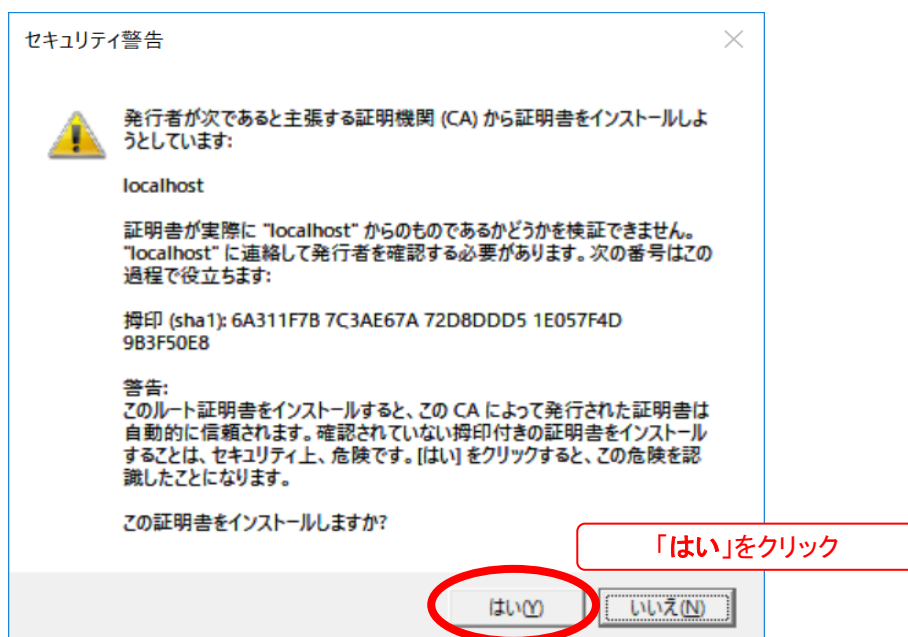 セキュリティ警告
発行者が次であると主張する証明機関 (CA) から証明書をインストールしよ
うとしています:
localhost
証明書が実際に "localhost" からのものであるかどうかを検証できません。
"localhost" に連絡して発行者を確認する必要があります。次の番号はこの
過程で役立ちます:
拇印 (sha1): 6A311F7B 7C3AE67A 72D8DDD5 1E057F4D
9B3F50E8
警告:
このルート証明書をインストールすると、この CA によって発行された証明書は
自動的に信頼されます。確認されていない拇印付きの証明書をインストール
することは、セキュリティ上、危険です。[はい] をクリックすると、この危険を認
識したことになります。
この証明書をインストールしますか?
「はい」をクリック
はい(Y)
いいえ(N)